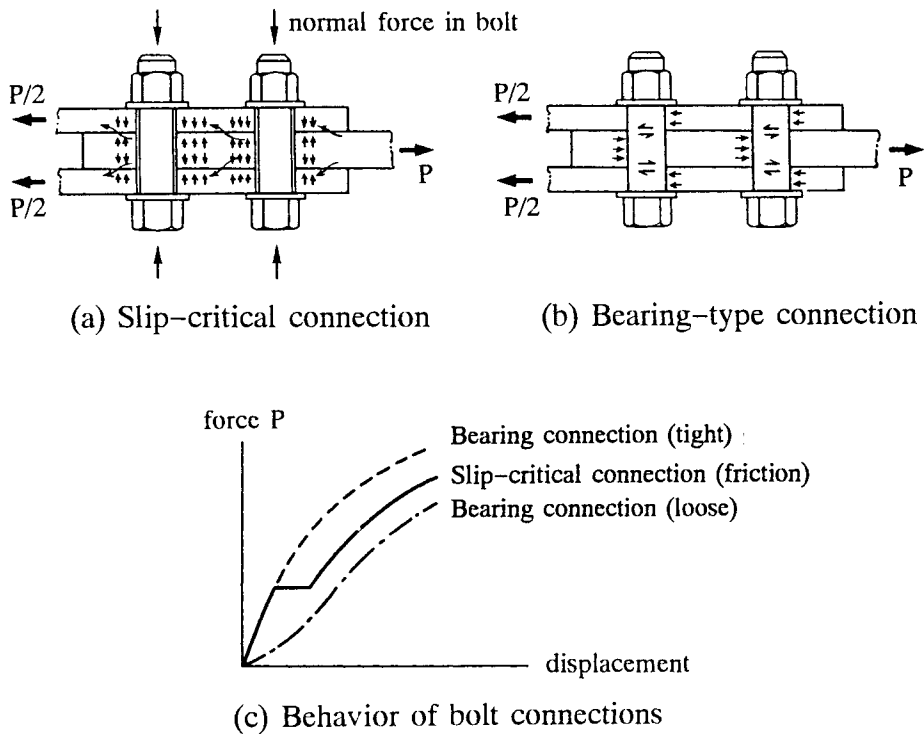 normal force in bolt
P/2
P/2
P
P/2
P/2
P
(a) Slip-critical connection
(b) Bearing-type connection
force P
Bearing connection (tight)
Slip-critical connection (friction)
Bearing connection (loose)
displacement
(c) Behavior of bolt connections